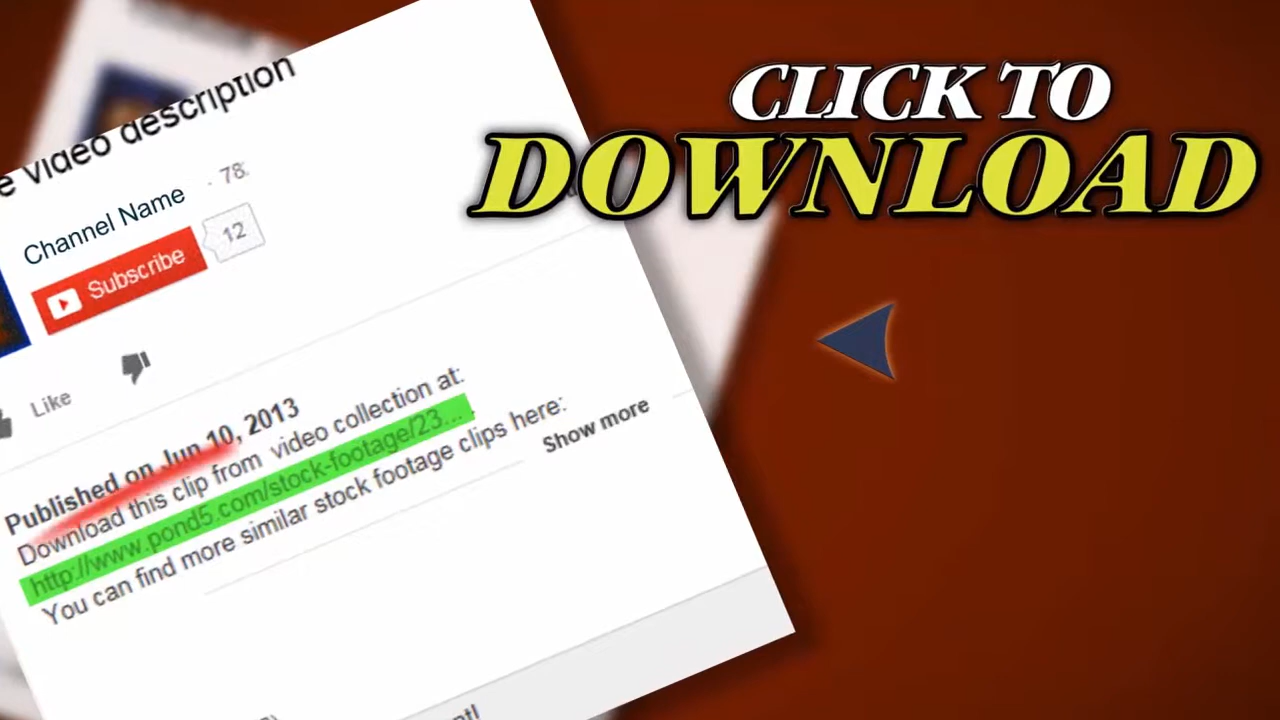 CLICK TO
DOWNLOAD
e video description
Channel Name
Subscribe
12
Like
Published on Jun 10, 2013
Download this clip from video collection at:
http://www.pond5.com/stock-footage/23...
You can find more similar stock footage clips here:
Show more